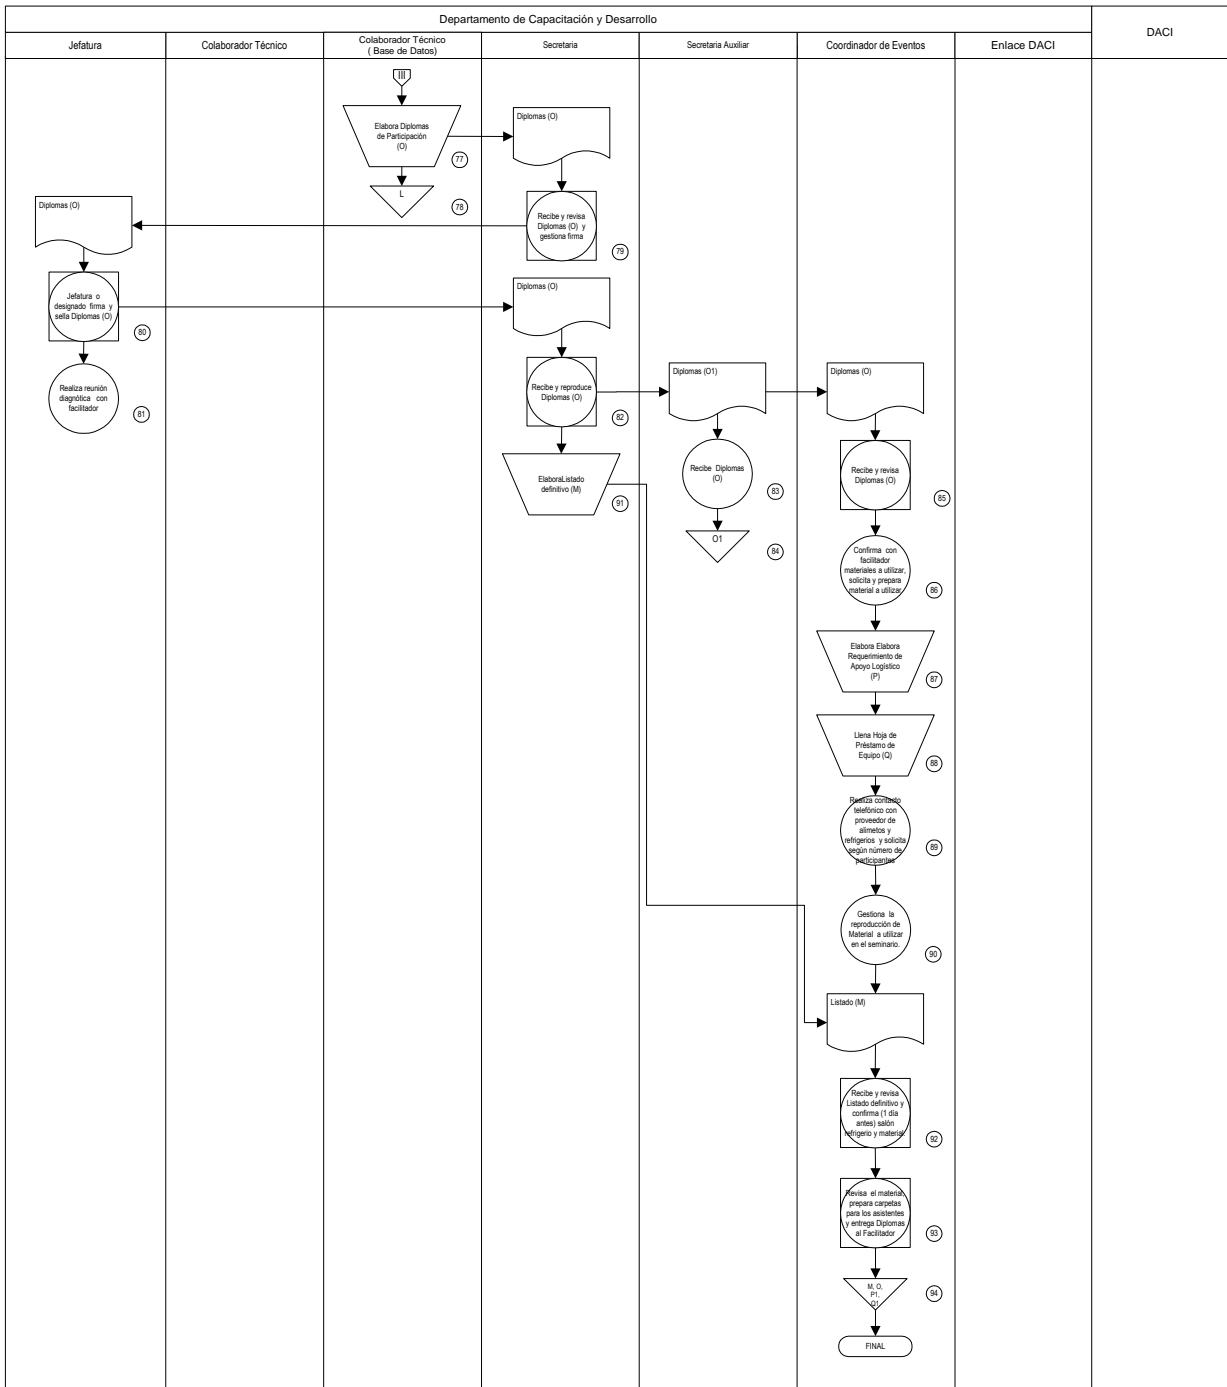 Departamento de Capacitación y Desarrollo
DACI
Jefatura
Colaborador Técnico
Colaborador Técnico
( Base de Datos)
Secretaria
Secretaria Auxiliar
Coordinador de Eventos
Enlace DACI
III
Elabora Diplomas
de Participación
(O)
77
Diplomas (O)
L
78
Recibe y revisa
Diplomas (O) y
gestiona firma
79
Diplomas (O)
Jefatura o
designado firma y
sella Diplomas (O)
80
Diplomas (O)
Realiza reunión
diagnótica con
facilitador
81
Recibe y reproduce
Diplomas (O)
82
Diplomas (O1)
Diplomas (O)
ElaboraListado
definitivo (M)
91
Recibe Diplomas
(O)
83
O1
84
Recibe y revisa
Diplomas (O)
85
Confirma con
facilitador
materiales a utilizar,
solicita y prepara
material a utilizar
86
Elabora Elabora
Requerimiento de
Apoyo Logístico
(P)
87
Llena Hoja de
Préstamo de
Equipo (Q)
88
Realiza contacto
telefónico con
proveedor de
alimetos y
refrigerios y solicita
según número de
participantes
89
Gestiona la
reproducción de
Material a utilizar
en el seminario.
90
Listado (M)
Recibe y revisa
Listado definitivo y
confirma (1 día
antes) salón
refrigerio y material.
92
Revisa el material,
prepara carpetas
para los asistentes
y entrega Diplomas
al Facilitador
93
M, O,
P1,
Q1
94
FINAL